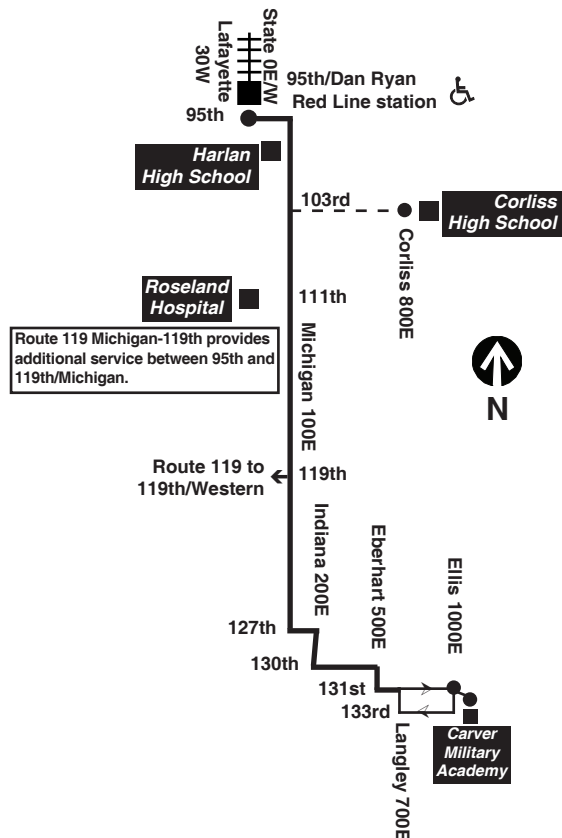 State 0E/W
Lafayette
30W
95th/Dan Ryan
Red Line station
95th
Harlan
High School
103rd
Corliss
High School
Corliss 800E
Roseland
Hospital
111th
Route 119 Michigan-119th provides
additional service between 95th and
119th/Michigan.
Michigan 100E
N
Route 119 to
119th/Western
119th
Indiana 200E
Eberhart 500E
Ellis 1000E
127th
130th
131st
133rd
Langley 700E
Carver
Military
Academy